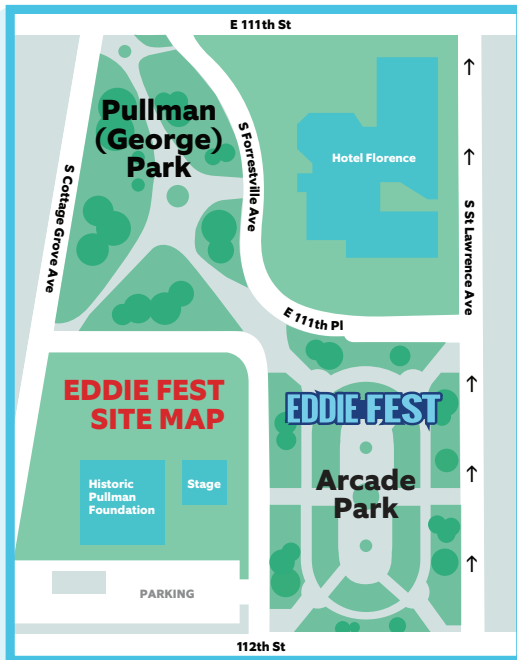 E 111th St
Pullman
(George)
Park
S Cottage Grove Ave
S Forrestville Ave
Hotel Florence
S St Lawrence Ave
E 111th Pl
EDDIE FEST
SITE MAP
EDDIE FEST
Historic
Pullman
Foundation
Stage
Arcade
Park
PARKING
112th St